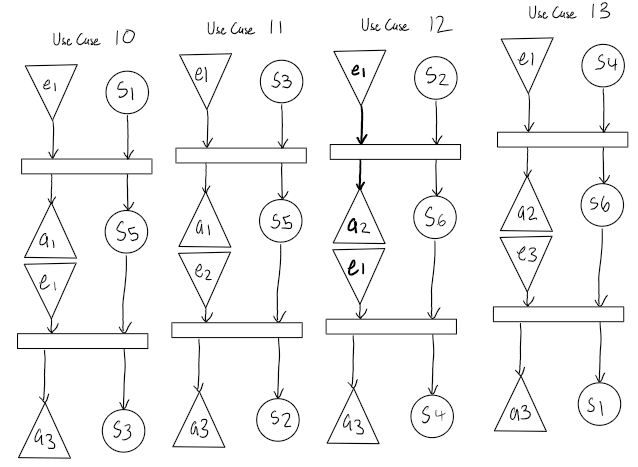 Use Case 10
e1 S1
a1 S5
e1
a3 S3
Use Case 11
e1 S3
a1 S5
e2
a3 S2
Use Case 12
e1 S2
a2 S6
e1
a3 S4
Use Case 13
e1 S4
a2 S6
e3
a3 S1